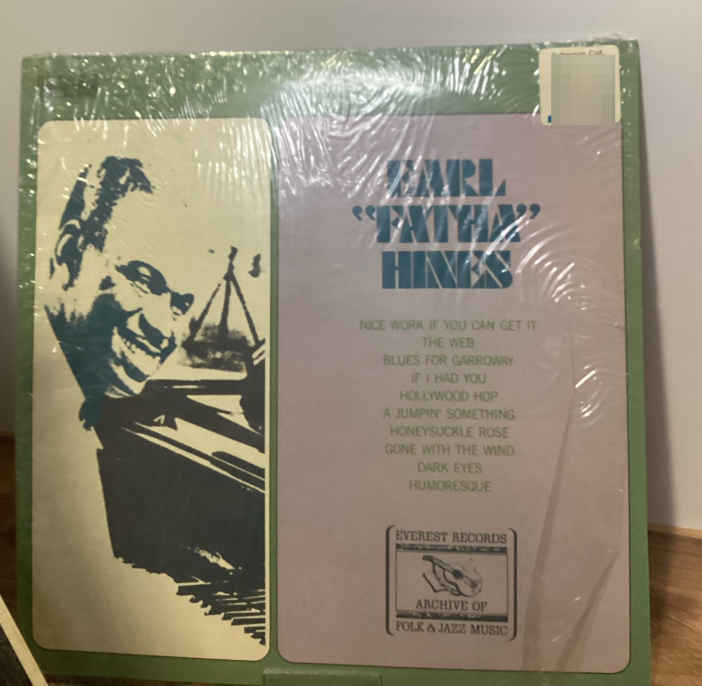 EARL
"FATHA"
HINES
NICE WORK IF YOU CAN GET IT
THE WEB
BLUES FOR GARROWAY
IF I HAD YOU
HOLLYWOOD HOP
A JUMPIN' SOMETHING
HONEYSUCKLE ROSE
GONE WITH THE WIND
DARK EYES
HUMORESQUE
EVEREST RECORDS
ARCHIVE OF
FOLK & JAZZ MUSIC